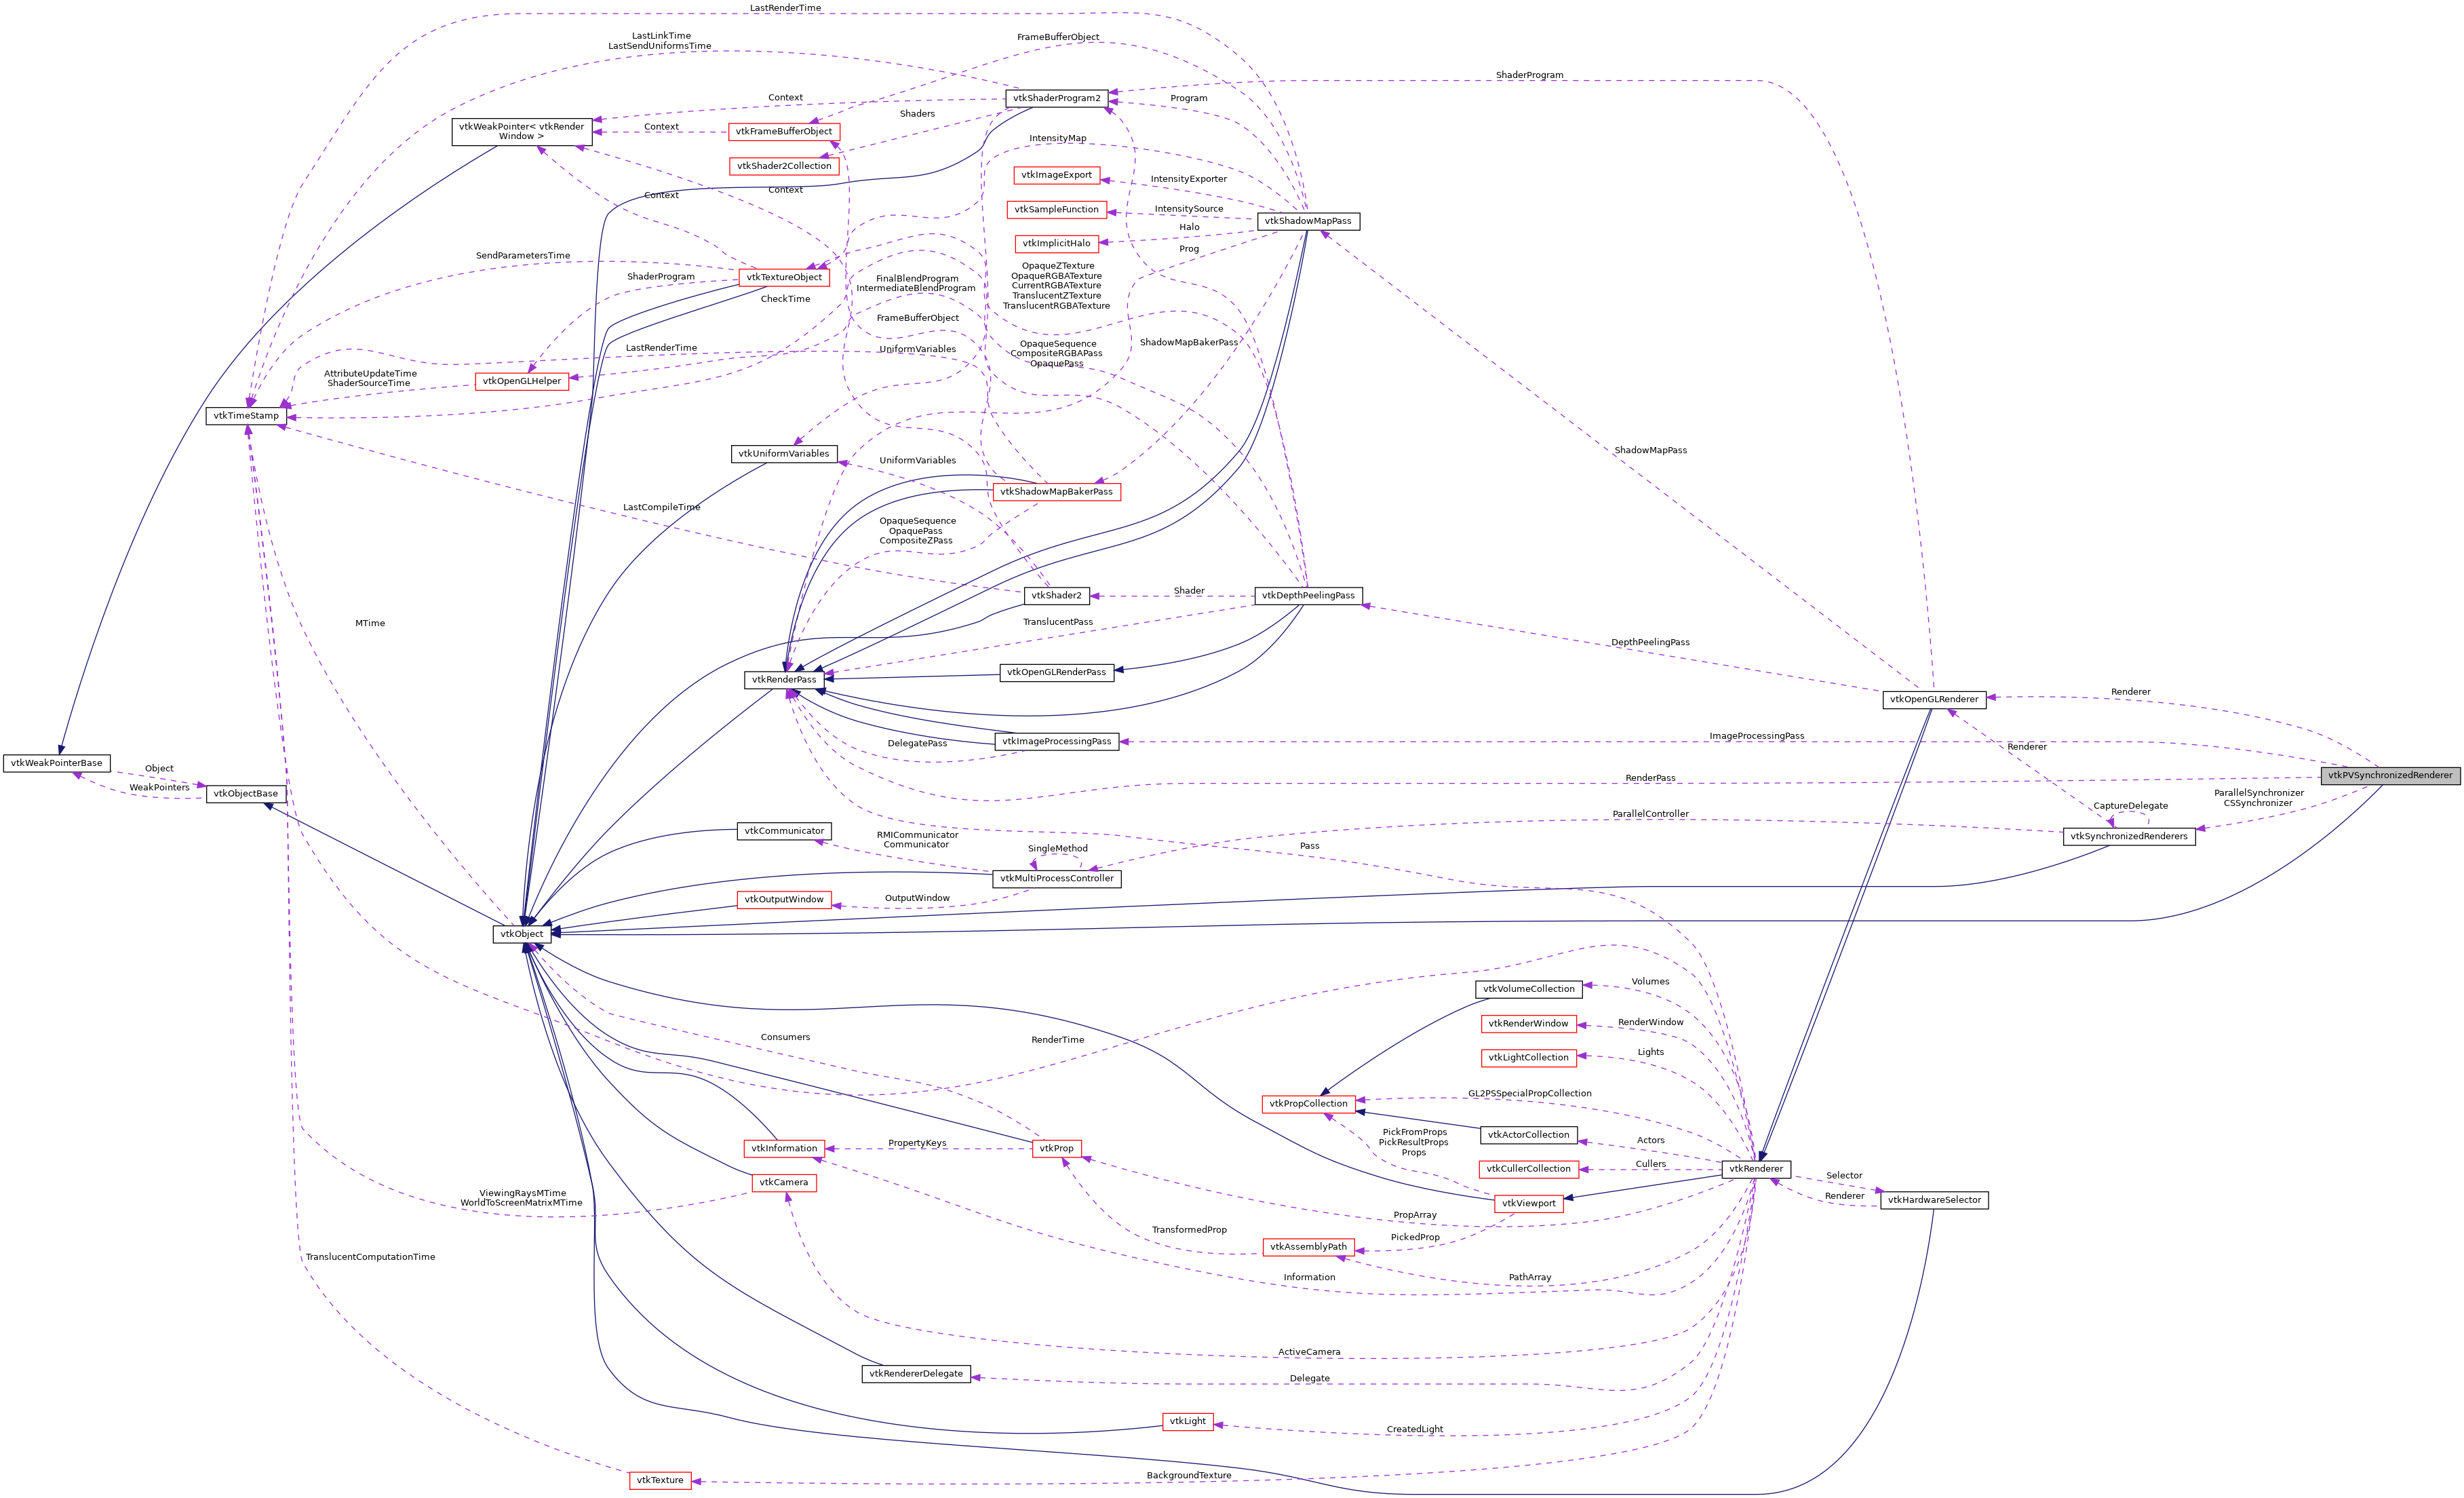 LastRenderTime
LastLinkTime
LastSendUniformsTime
FrameBufferObject
ShaderProgram
vtkShaderProgram2
Context
Program
Shaders
vtkWeakPointer< vtkRender
Window >
Context
vtkFrameBufferObject
IntensityMap
vtkShader2Collection
vtkImageExport
IntensityExporter
Context
Context
vtkSampleFunction
IntensitySource
vtkShadowMapPass
Halo
vtkImplicitHalo
Prog
SendParametersTime
ShaderProgram
vtkTextureObject
CheckTime
FinalBlendProgram
IntermediateBlendProgram
OpaqueZTexture
OpaqueRGBATexture
CurrentRGBATexture
TranslucentZTexture
TranslucentRGBATexture
FrameBufferObject
LastRenderTime
UniformVariables
OpaqueSequence
CompositeRGBAPass
OpaquePass
ShadowMapBakerPass
AttributeUpdateTime
ShaderSourceTime
vtkOpenGLHelper
vtkTimeStamp
vtkUniformVariables
UniformVariables
ShadowMapPass
vtkShadowMapBakerPass
LastCompileTime
OpaqueSequence
OpaquePass
CompositeZPass
vtkShader2
Shader
vtkDepthPeelingPass
MTime
TranslucentPass
DepthPeelingPass
vtkRenderPass
vtkOpenGLRenderPass
vtkOpenGLRenderer
Renderer
DelegatePass
vtkImageProcessingPass
ImageProcessingPass
Renderer
vtkWeakPointerBase
Object
WeakPointers
vtkObjectBase
RenderPass
vtkPVSynchronizedRenderer
ParallelSynchronizer
CSSynchronizer
CaptureDelegate
ParallelController
vtkSynchronizedRenderers
vtkCommunicator
RMICommunicator
Communicator
SingleMethod
Pass
vtkMultiProcessController
vtkOutputWindow
OutputWindow
vtkObject
vtkVolumeCollection
Volumes
vtkRenderWindow
RenderWindow
Consumers
RenderTime
vtkLightCollection
Lights
GL2PSSpecialPropCollection
vtkPropCollection
PickFromProps
PickResultProps
Props
vtkActorCollection
Actors
vtkInformation
PropertyKeys
vtkProp
vtkCullerCollection
Cullers
vtkRenderer
Selector
Renderer
vtkHardwareSelector
vtkCamera
ViewingRaysMTime
WorldToScreenMatrixMTime
vtkViewport
PropArray
TransformedProp
PickedProp
vtkAssemblyPath
TranslucentComputationTime
Information
PathArray
ActiveCamera
vtkRendererDelegate
Delegate
vtkLight
CreatedLight
vtkTexture
BackgroundTexture